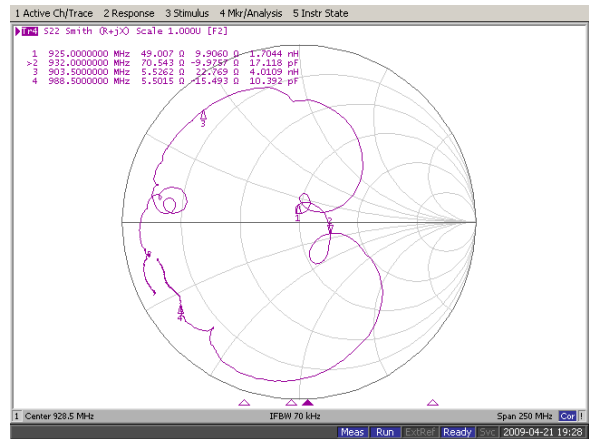 1 Active Ch/Trace 2 Response 3 Stimulus 4 Mkr/Analysis 5 Instr State
Tr4 S22 Smith (R+jX) Scale 1.000U [F2]
1 925.0000000 MHz 49.007 Ω 9.9060 Ω 1.7044 nH
>2 932.0000000 MHz 70.543 Ω -9.9757 Ω 17.118 pF
3 903.5000000 MHz 5.5262 Ω 22.769 Ω 4.0109 nH
4 988.5000000 MHz 5.5015 Ω -15.493 Ω 10.392 pF
3
1
2
4
1 Center 928.5 MHz IFBW 70 kHz Span 250 MHz Cor !
Meas Run ExtRef Ready Svc 2009-04-21 19:28